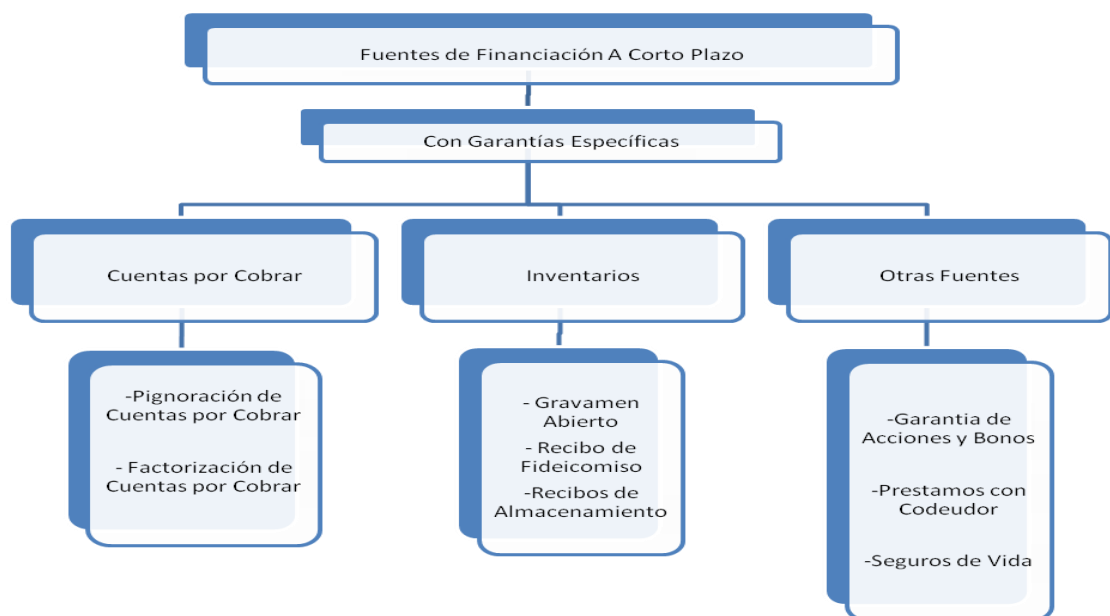 Fuentes de Financiación A Corto Plazo
Con Garantías Específicas
Cuentas por Cobrar
Inventarios
Otras Fuentes
-Pignoración de
Cuentas por Cobrar
- Factorización de
Cuentas por Cobrar
- Gravamen
Abierto
- Recibo de
Fideicomiso
-Recibos de
Almacenamiento
-Garantia de
Acciones y Bonos
-Prestamos con
Codeudor
-Seguros de Vida